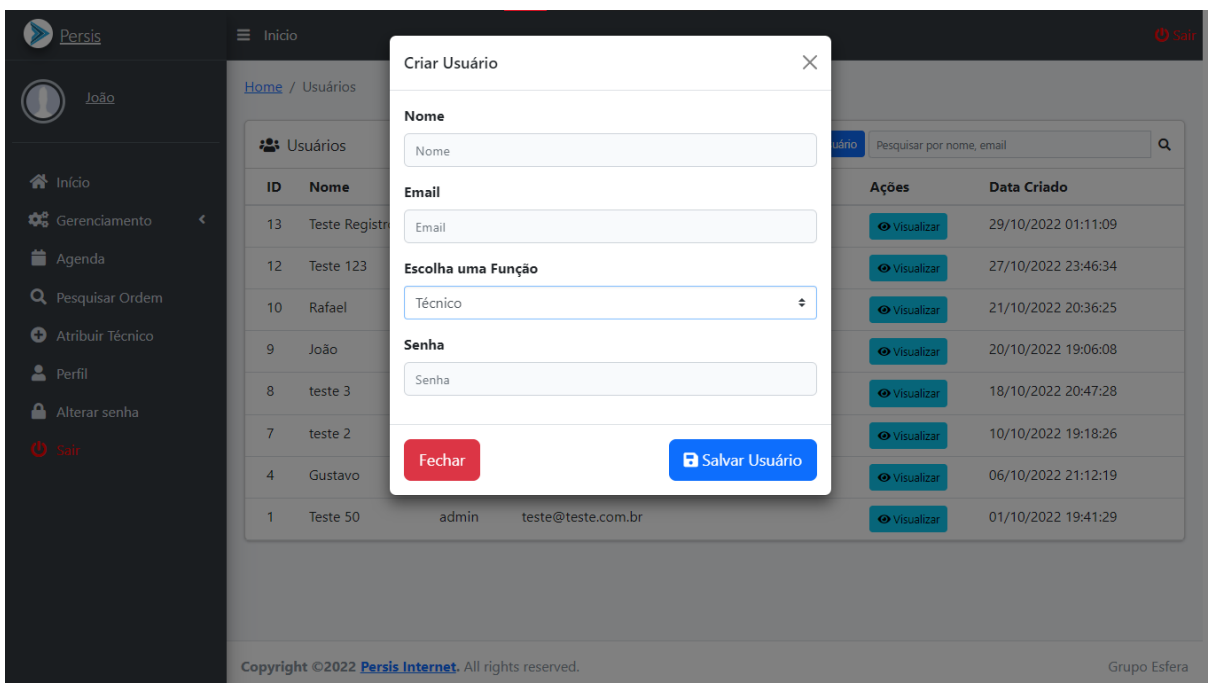 Persis
Início
Sair
João
Início
Gerenciamento
Agenda
Pesquisar Ordem
Atribuir Técnico
Perfil
Alterar senha
Sair
Home / Usuários
Usuários
Pesquisar por nome, email
ID Nome Ações Data Criado
13 Teste Visualizar 29/10/2022 01:11:09
12 Teste 123 Visualizar 27/10/2022 23:46:34
10 Rafael Visualizar 21/10/2022 20:36:25
9 João Visualizar 20/10/2022 19:06:08
8 teste 3 Visualizar 18/10/2022 20:47:28
7 teste 2 Visualizar 10/10/2022 19:18:26
4 Gustavo Visualizar 06/10/2022 21:12:19
1 Teste 50 admin teste@teste.com.br Visualizar 01/10/2022 19:41:29
Criar Usuário
Nome
Nome
Email
Email
Escolha uma Função
Técnico
Senha
Senha
Fechar
Salvar Usuário
Copyright ©2022 Persis Internet. All rights reserved.
Grupo Esfera